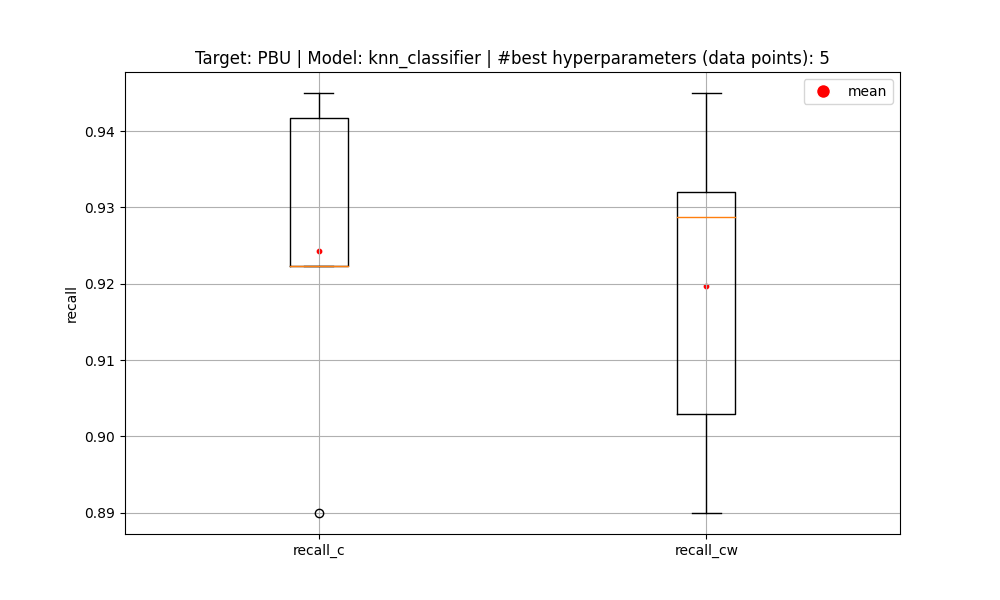 Target: PBU | Model: knn_classifier | #best hyperparameters (data points): 5
mean
0.94
0.93
0.92
0.91
0.90
0.89
recall
recall_c
recall_cw